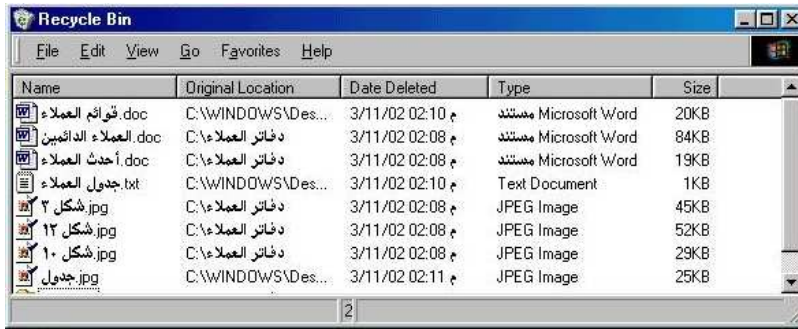 Recycle Bin
File Edit View Go Favorites Help
Name Original Location Date Deleted Type Size
قوائم العملاء.doc C:\WINDOWS\Des... 3/11/02 02:10 م مستند Microsoft Word 20KB
العملاء الدائمين.doc C:\دفاتر العملاء 3/11/02 02:08 م مستند Microsoft Word 84KB
أحدث العملاء.doc C:\دفاتر العملاء 3/11/02 02:08 م مستند Microsoft Word 19KB
جدول العملاء.txt C:\WINDOWS\Des... 3/11/02 02:10 م Text Document 1KB
شكل ٣.jpg C:\دفاتر العملاء 3/11/02 02:08 م JPEG Image 45KB
شكل ١٢.jpg C:\دفاتر العملاء 3/11/02 02:08 م JPEG Image 52KB
شكل ١٠.jpg C:\دفاتر العملاء 3/11/02 02:08 م JPEG Image 29KB
جدول.jpg C:\WINDOWS\Des... 3/11/02 02:11 م JPEG Image 25KB
2